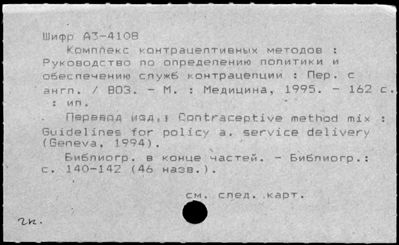 Шифр А3-4108
Комплекс контрацептивных методов :
Руководство по определению политики и
обеспечению служб контрацепции : Пер. с
англ. / ВОЗ. - М. : Медицина, 1995. - 162 с.
: ил.
Перевод изд.: Contraceptive method mix :
Guidelines for policy a. service delivery
(Geneva, 1994).
Библиогр. в конце частей. - Библиогр.:
с. 140-142 (46 назв.).
см. след. карт.
гк.